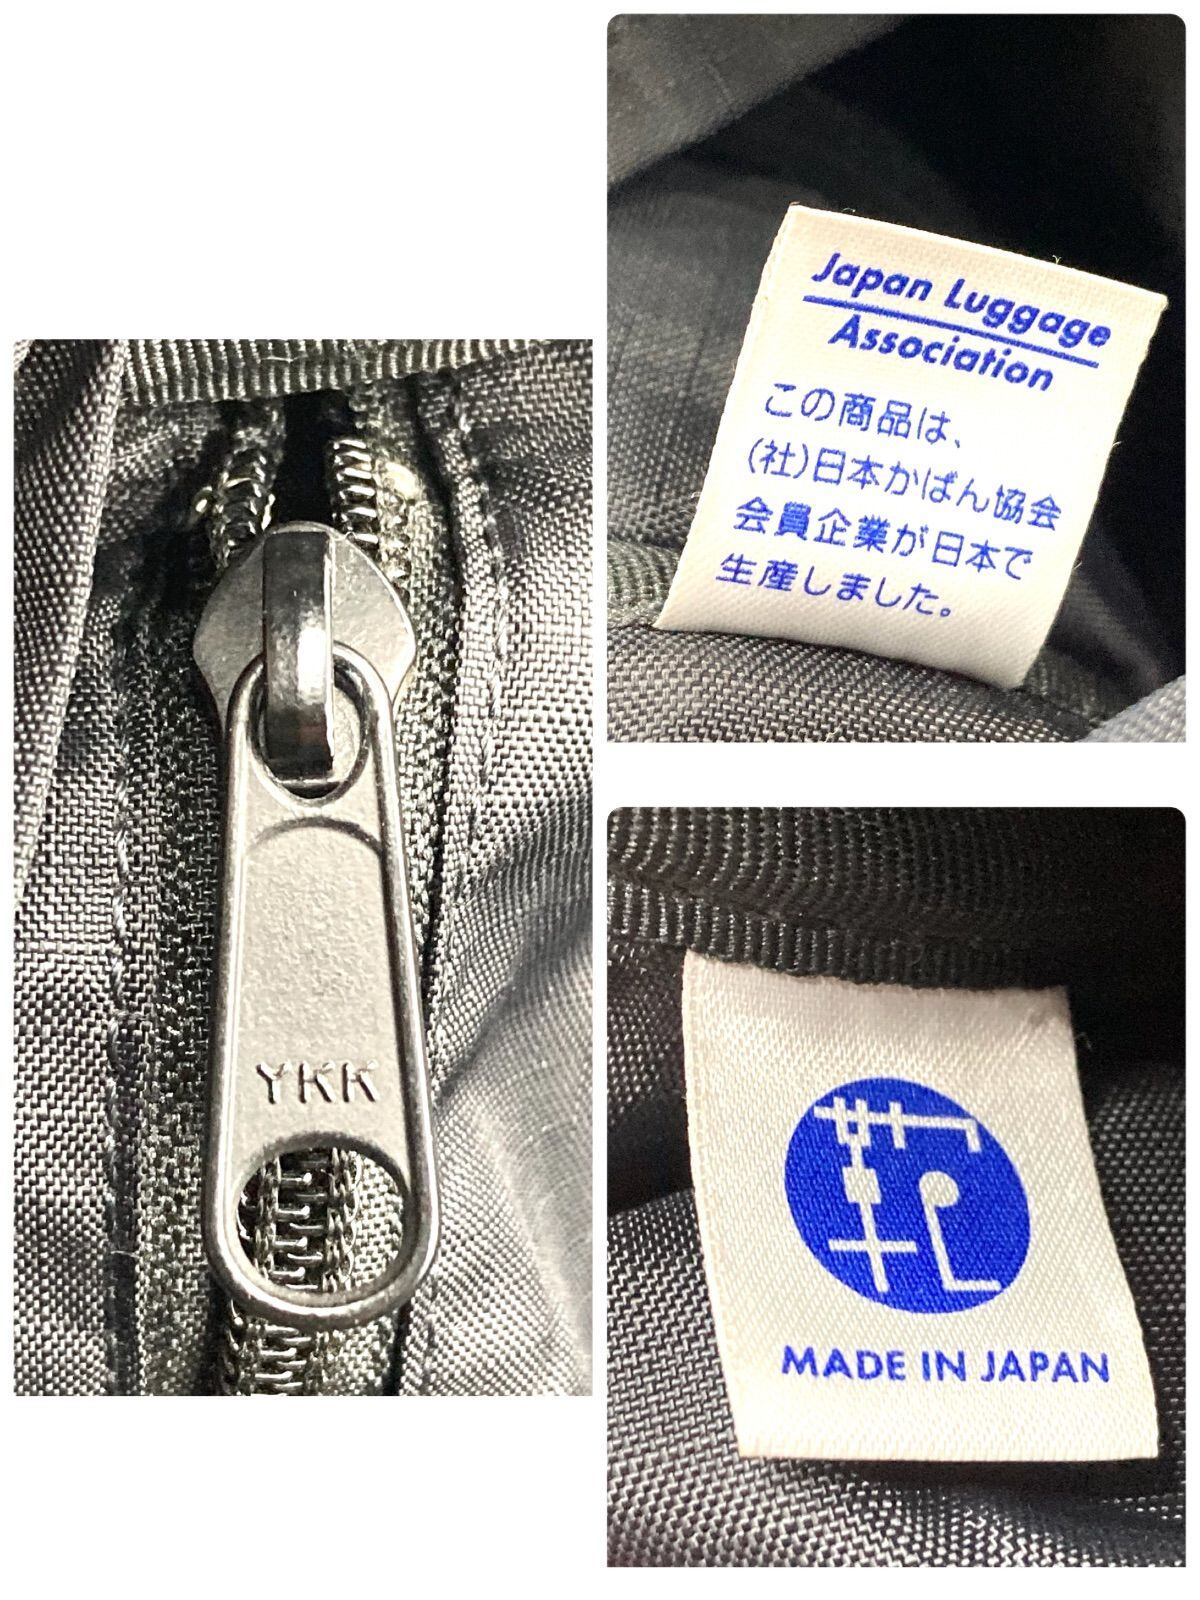 YKK
Japan Luggage
Association
この商品は、
(社)日本かばん協会
会員企業が日本で
生産しました。
MADE IN JAPAN